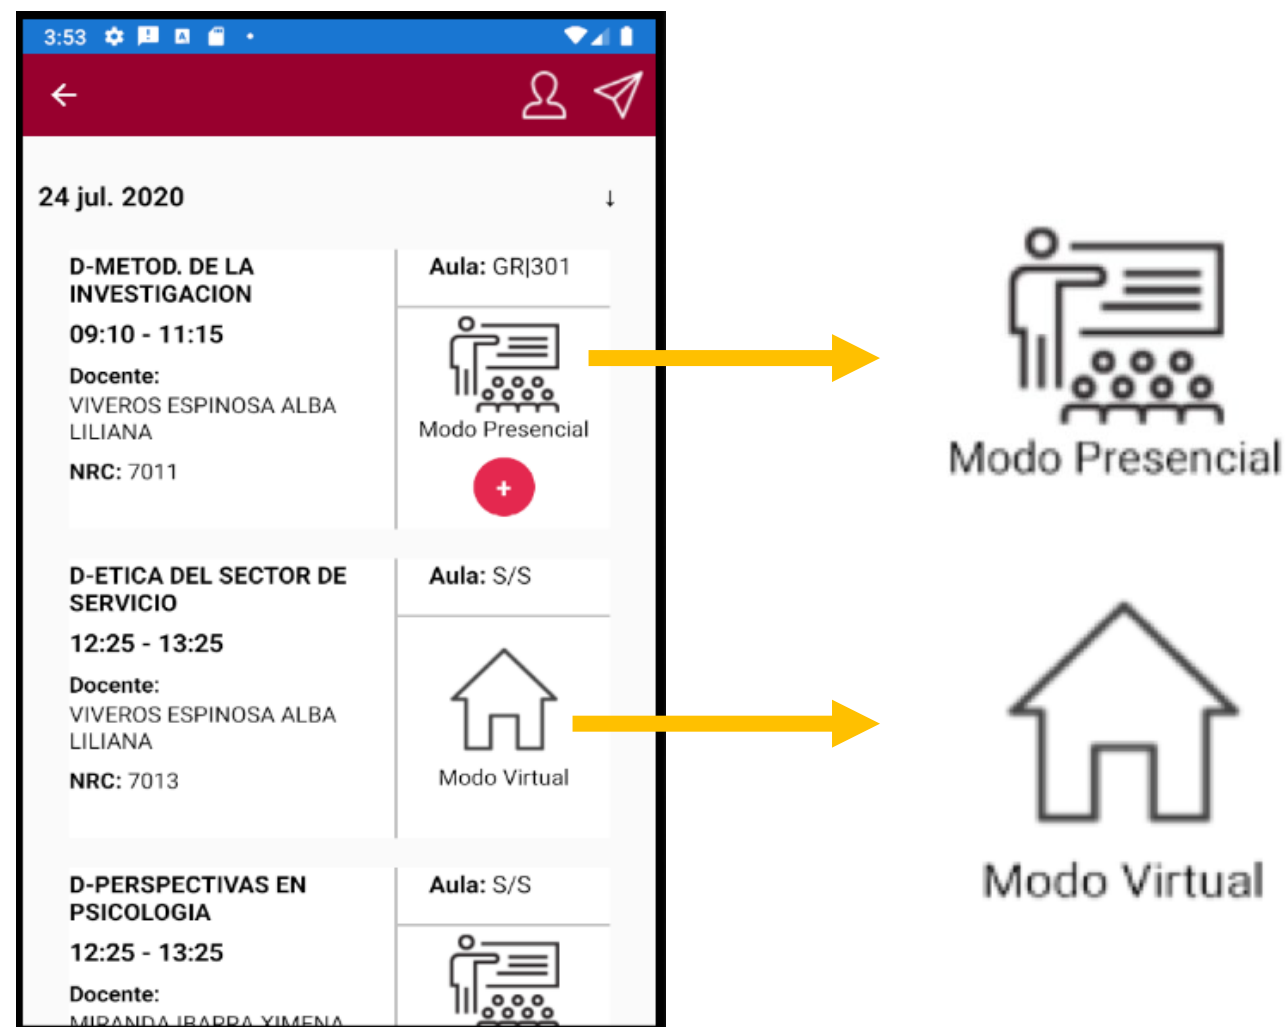 3:53
24 jul. 2020 ↓
D-METOD. DE LA
INVESTIGACION
09:10 - 11:15
Docente:
VIVEROS ESPINOSA ALBA
LILIANA
NRC: 7011
Aula: GR|301
Modo Presencial
+
D-ETICA DEL SECTOR DE
SERVICIO
12:25 - 13:25
Docente:
VIVEROS ESPINOSA ALBA
LILIANA
NRC: 7013
Aula: S/S
Modo Virtual
D-PERSPECTIVAS EN
PSICOLOGIA
12:25 - 13:25
Docente:
MIRANDA IBARRA XIMENA
Aula: S/S
Modo Presencial
Modo Virtual